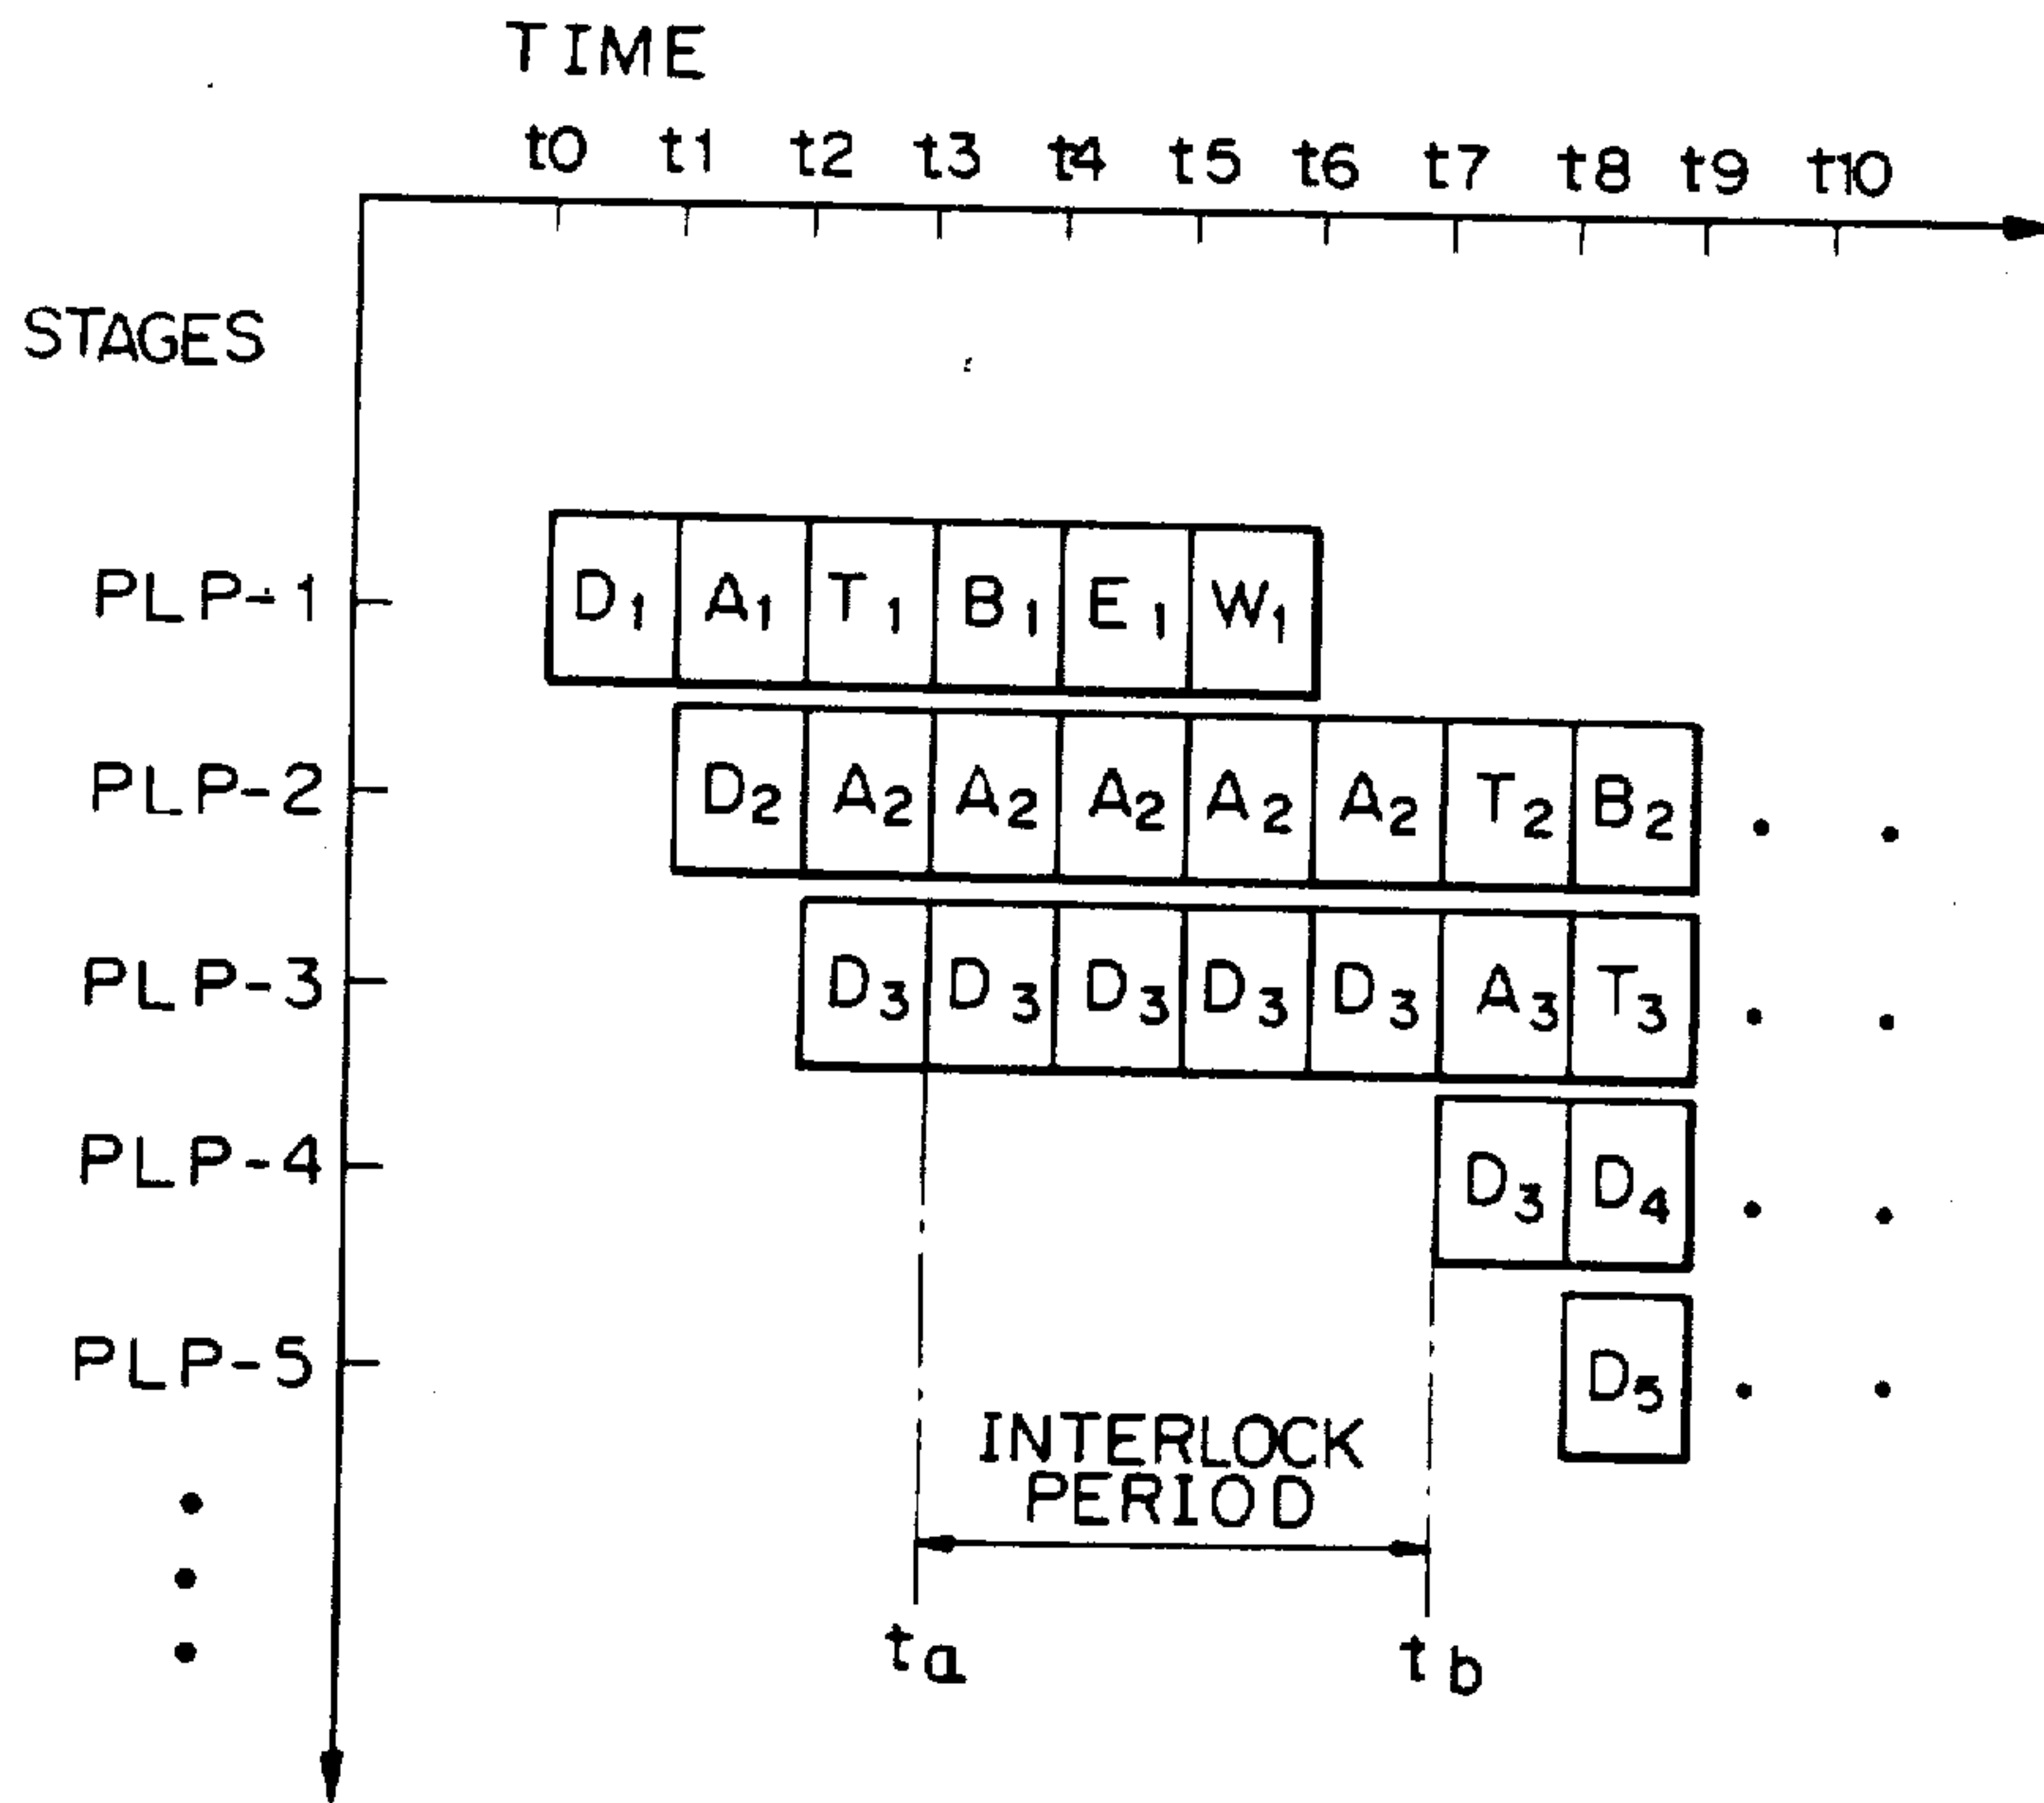 TIME
t0 t1 t2 t3 t4 t5 t6 t7 t8 t9 t10
STAGES
PLP-1 D1 A1 T1 B1 E1 W1
PLP-2 D2 A2 A2 A2 A2 A2 T2 B2
PLP-3 D3 D3 D3 D3 D3 A3 T3
PLP-4 D3 D4
PLP-5 D5
INTERLOCK
PERIOD
ta tb